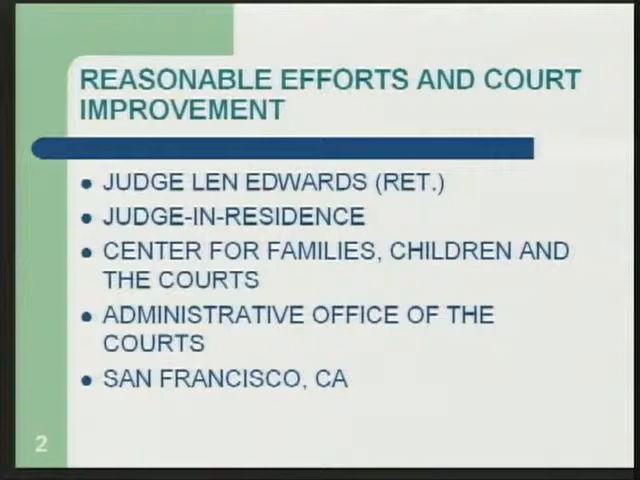 REASONABLE EFFORTS AND COURT
IMPROVEMENT
• JUDGE LEN EDWARDS (RET.)
• JUDGE-IN-RESIDENCE
• CENTER FOR FAMILIES, CHILDREN AND
THE COURTS
• ADMINISTRATIVE OFFICE OF THE
COURTS
• SAN FRANCISCO, CA
2